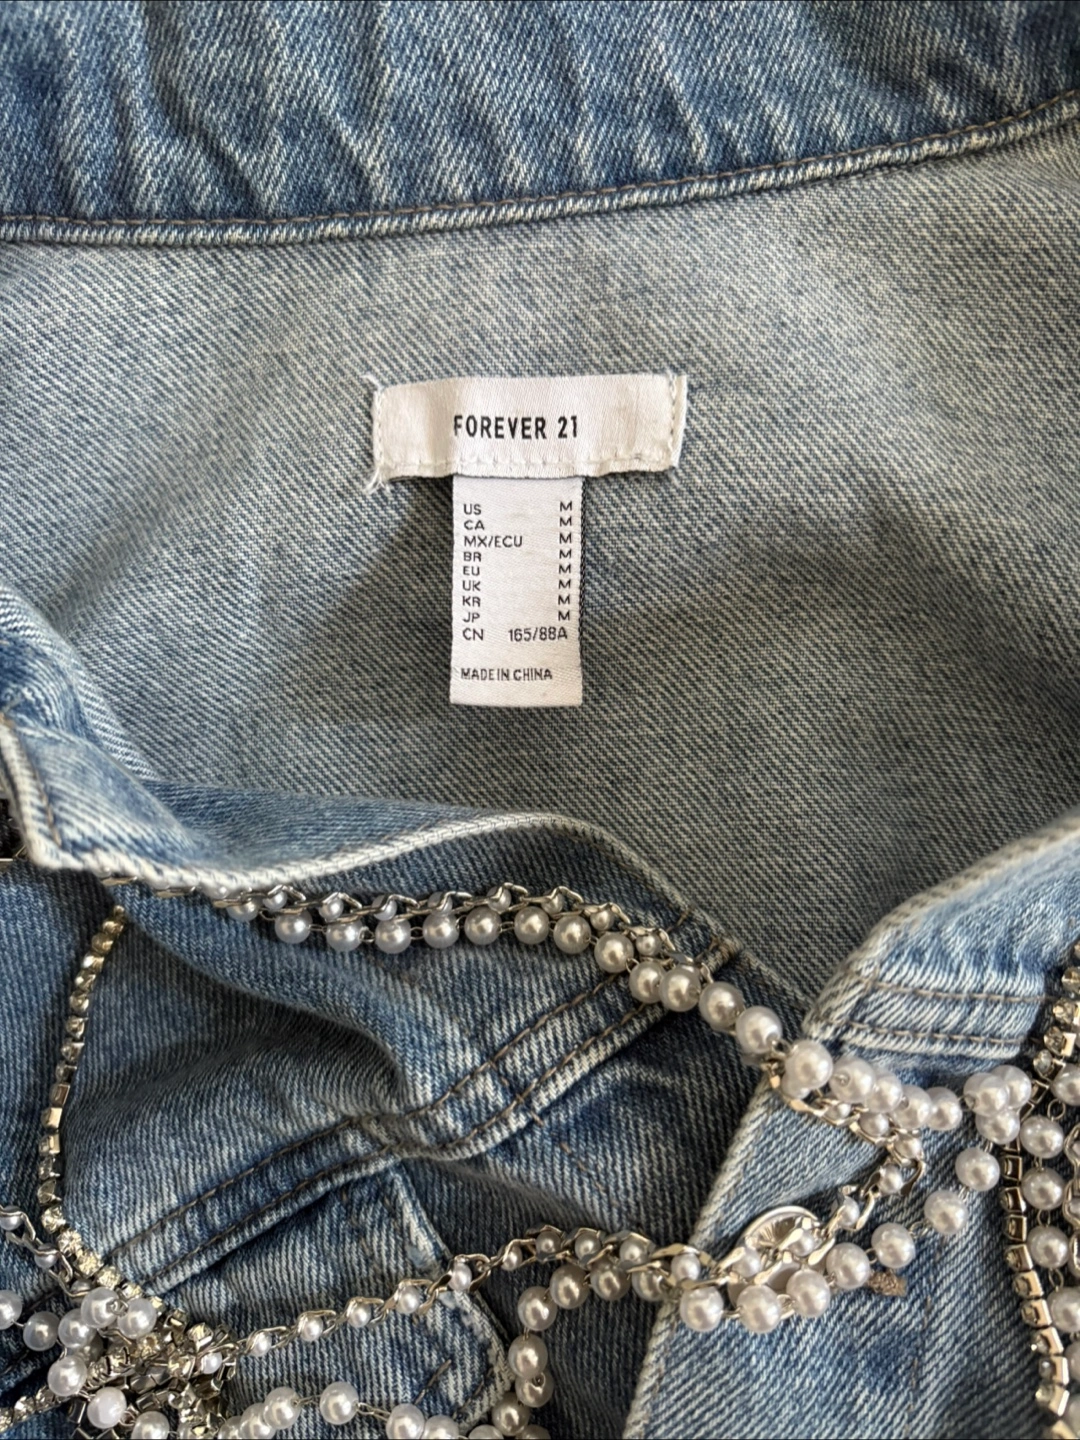 FOREVER 21
US M
CA M
MX/ECU M
BR M
EU M
UK M
KR M
JP M
CN 165/88A
MADE IN CHINA